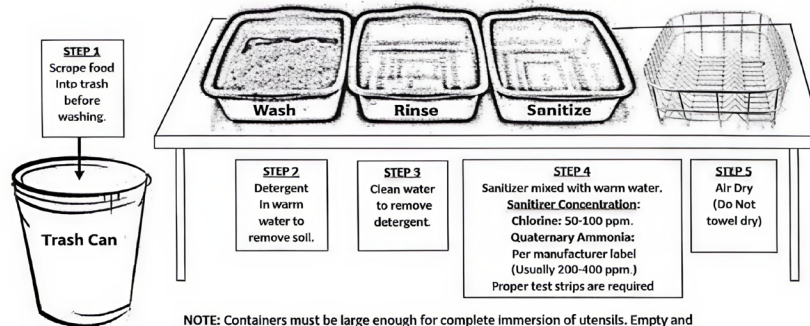 STEP 1
Scrope food
Into trash
before
washing.
Trash Can
Wash
Rinse
Sanitize
STEP 2
Detergent
In warm
water to
remove soil.
STEP 3
Clean water
to remove
detergent.
STEP 4
Sanitizer mixed with warm water.
Sanitirer Concentration:
Chlorine: 50-100 ppm.
Quaternary Ammonia:
Per manufacturer label
(Usually 200-400 ppm.)
Proper test strips are required
STEP 5
Air Dry
(Do Not
towel dry)
NOTE: Containers must be large enough for complete immersion of utensils. Empty and